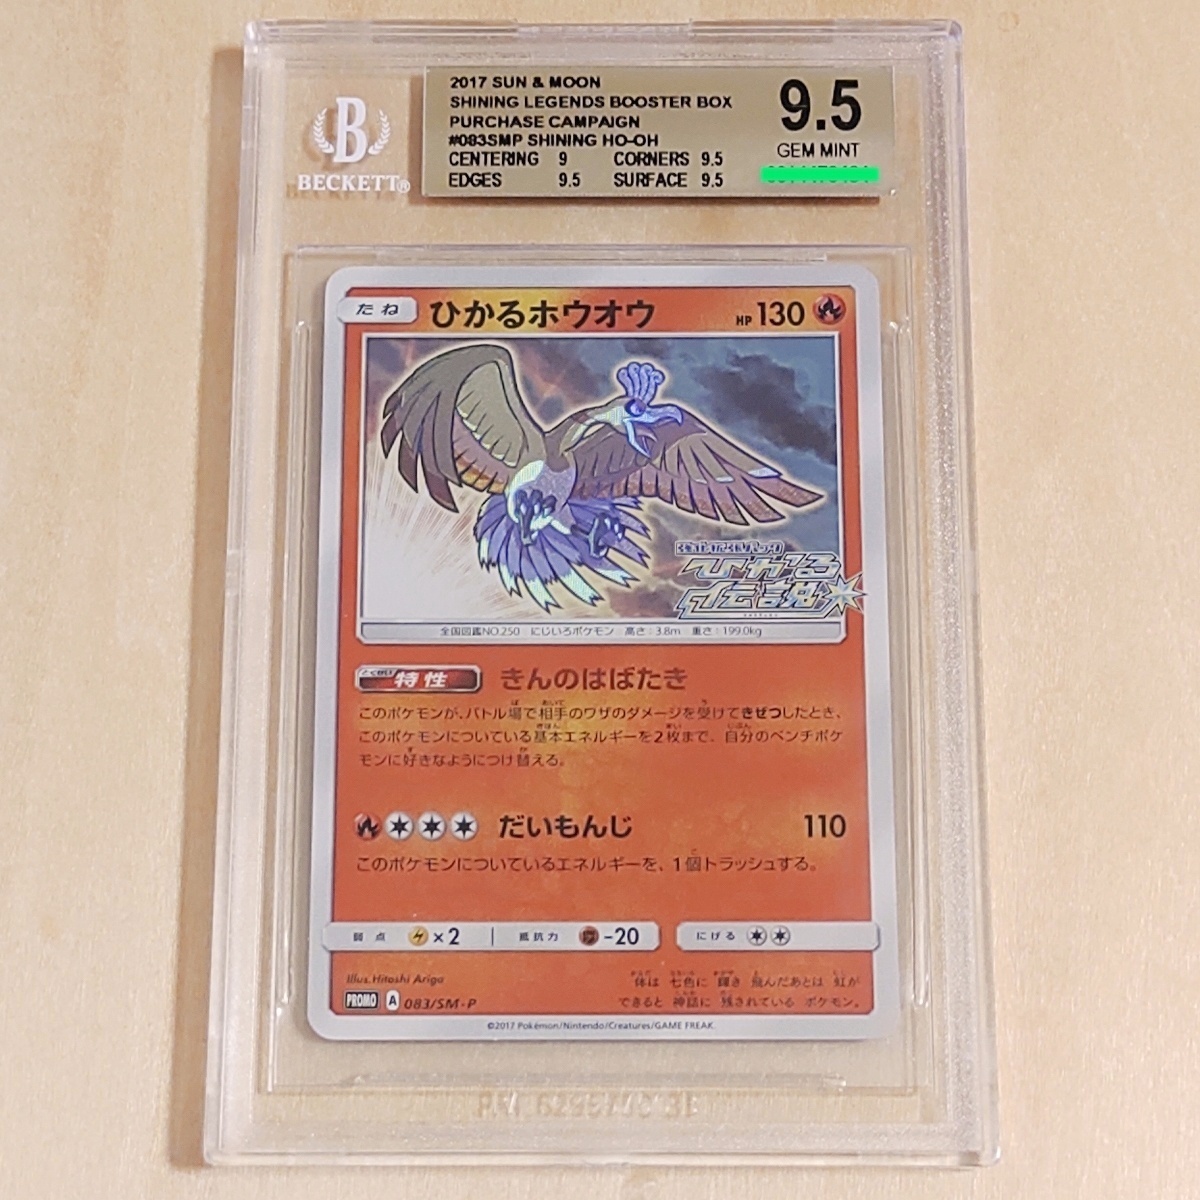 2017 SUN & MOON
SHINING LEGENDS BOOSTER BOX
PURCHASE CAMPAIGN
#083SMP SHINING HO-OH
CENTERING 9 CORNERS 9.5
EDGES 9.5 SURFACE 9.5
9.5
GEM MINT
B
BECKETT®
たね
ひかるホウオウ
HP 130
強化拡張パック
ひかる
伝説
全国図鑑NO.250 にじいろポケモン 高さ:3.8m 重さ:199.0kg
とくせい
特性 きんのはばたき
このポケモンが、バトル場で相手のワザのダメージを受けてきぜつしたとき、
このポケモンについている基本エネルギーを2枚まで、自分のベンチポケ
モンに好きなようにつけ替える。
だいもんじ 110
このポケモンについているエネルギーを、1個トラッシュする。
弱点 ×2 抵抗力 -20 にげる
Illus.Hitoshi Ariga
PROMO A 083/SM-P
体は 七色に 輝き 飛んだあとは 虹が
できると 神話に 残されている ポケモン。
©2017 Pokémon/Nintendo/Creatures/GAME FREAK.